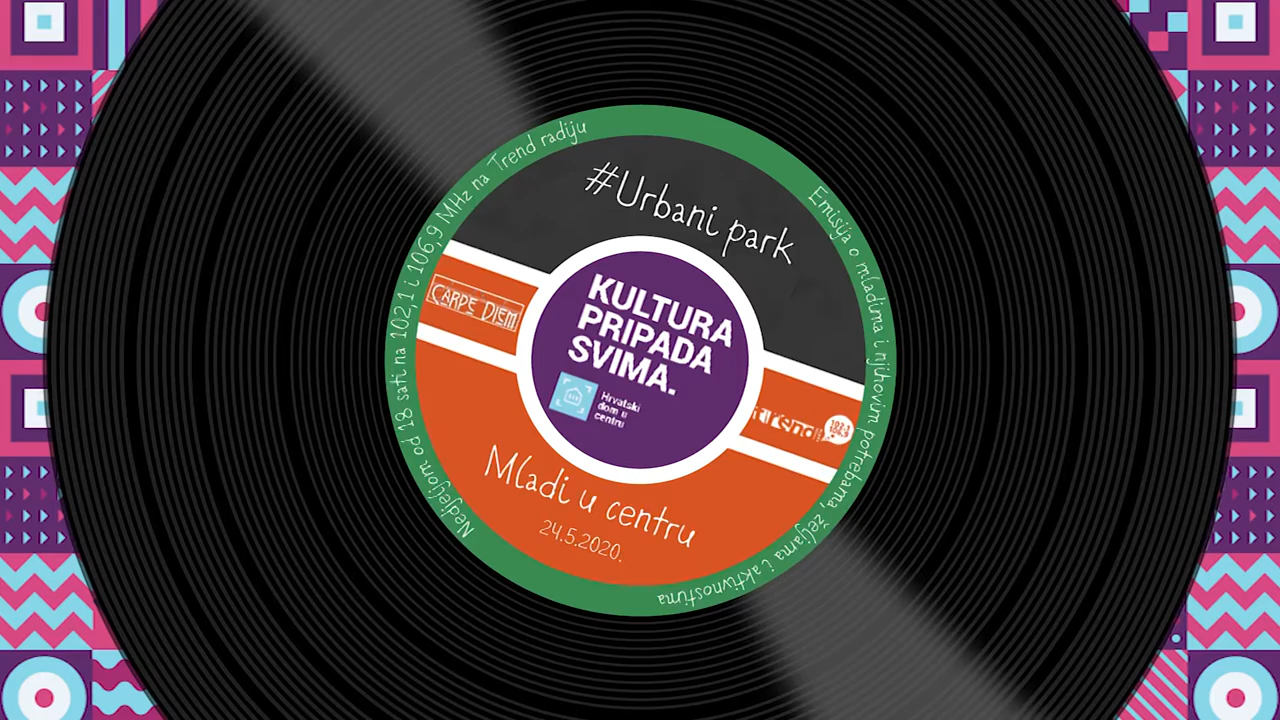 Nedjeljom od 18 sati na 102,1 i 106,9 MHz na Trend radiju
Emisija o mladima i njihovim potrebama, željama i aktivnostima
#Urbani park
CARPE DIEM
KULTURA
PRIPADA
SVIMA.
Hrvatski
dom u
centru
trend
Mladi u centru
24.5.2020.